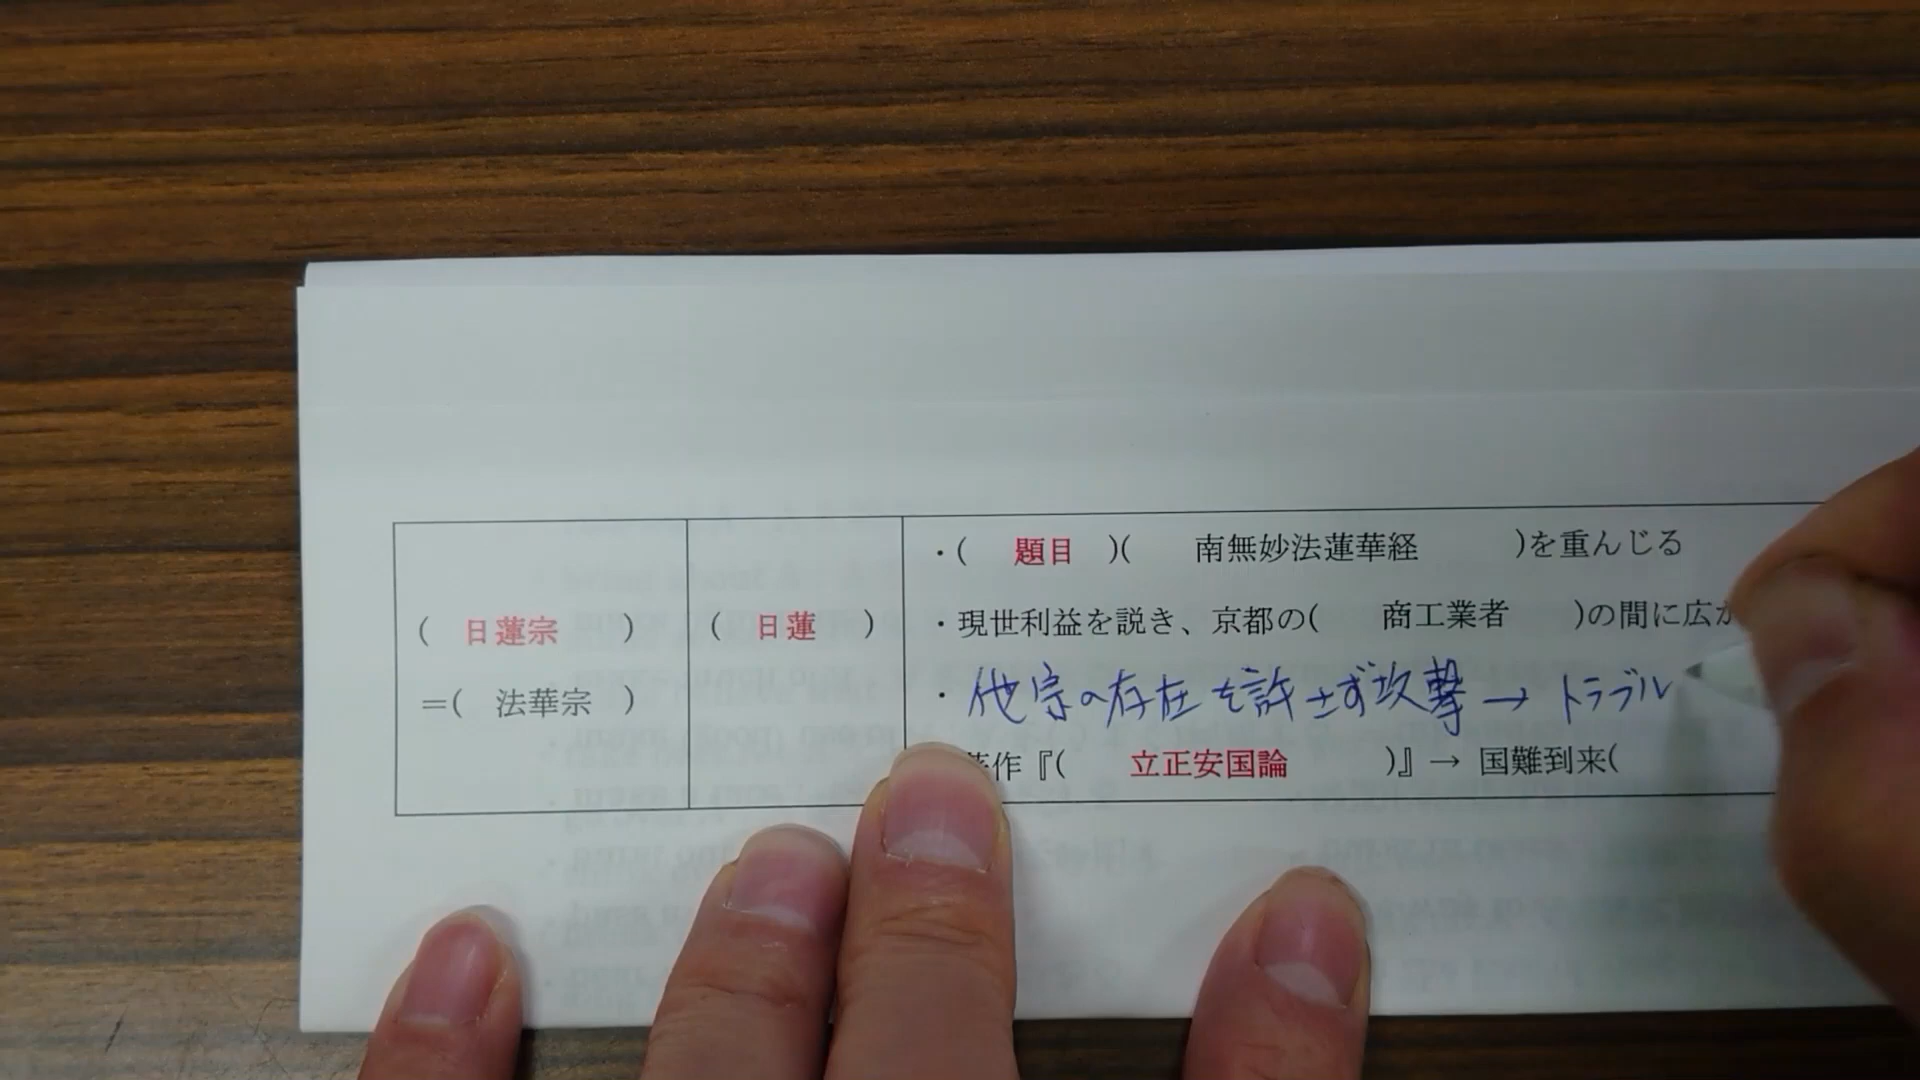 ( 日蓮宗 )
=( 法華宗 )
( 日蓮 )
・( 題目 )( 南無妙法蓮華経 )を重んじる
・現世利益を説き、京都の( 商工業者 )の間に広が
・他宗の存在を許さず攻撃→トラブル
著作『( 立正安国論 )』→ 国難到来(